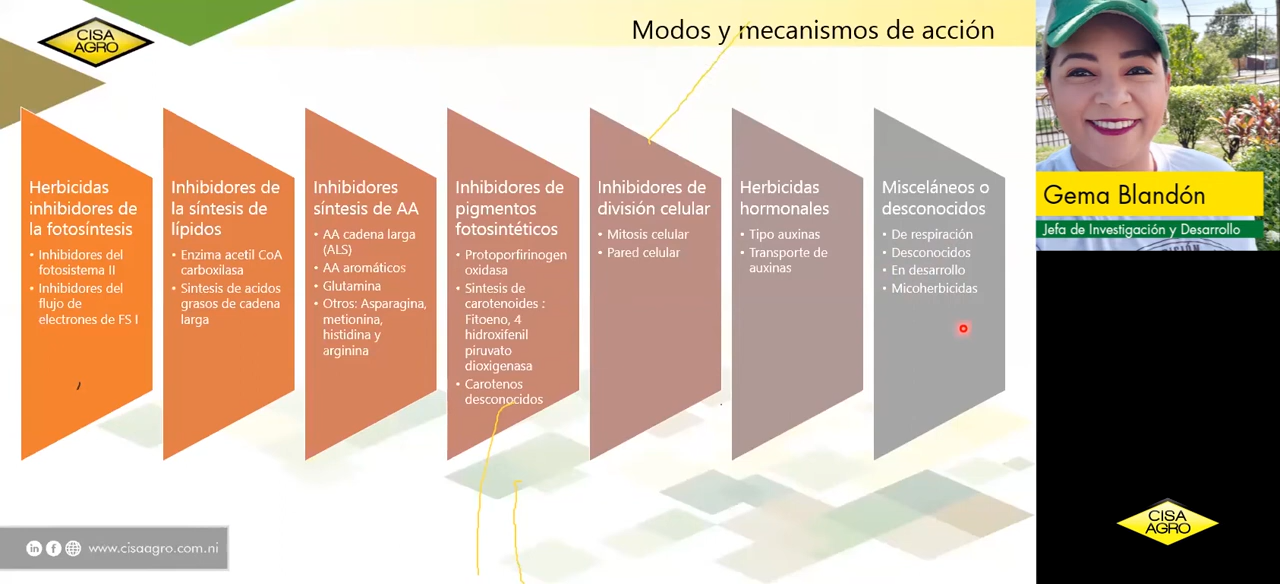 CISA
AGRO
Modos y mecanismos de acción
Herbicidas
inhibidores de
la fotosíntesis
• Inhibidores del
fotosistema II
• Inhibidores del
flujo de
electrones de FS I
Inhibidores de
la síntesis de
lípidos
• Enzima acetil CoA
carboxilasa
• Sintesis de acidos
grasos de cadena
larga
Inhibidores
síntesis de AA
• AA cadena larga
(ALS)
• AA aromáticos
• Glutamina
• Otros: Asparagina,
metionina,
histidina y
arginina
Inhibidores de
pigmentos
fotosintéticos
• Protoporfirinogen
oxidasa
• Sintesis de
carotenoides :
Fitoeno, 4
hidroxifenil
piruvato
dioxigenasa
• Carotenos
desconocidos
Inhibidores de
división celular
• Mitosis celular
• Pared celular
Herbicidas
hormonales
• Tipo auxinas
• Transporte de
auxinas
Misceláneos o
desconocidos
• De respiración
• Desconocidos
• En desarrollo
• Micoherbicidas
www.cisaagro.com.ni
Gema Blandón
Jefa de Investigación y Desarrollo
CISA
AGRO